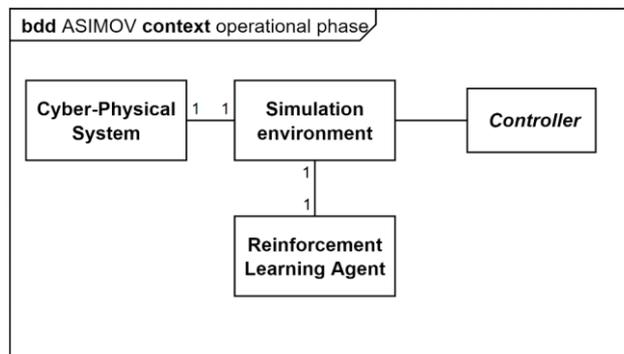 bdd ASIMOV context operational phase
Cyber-Physical
System
1
1
Simulation
environment
Controller
1
1
Reinforcement
Learning Agent